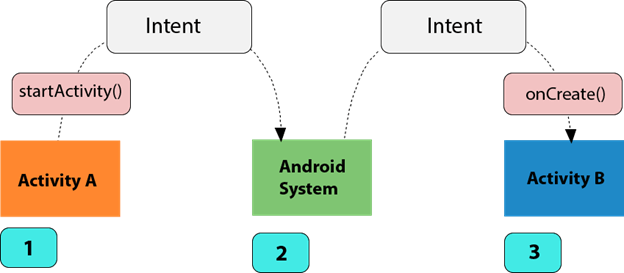 Intent
Intent
startActivity()
onCreate()
Activity A
Android
System
Activity B
1
2
3